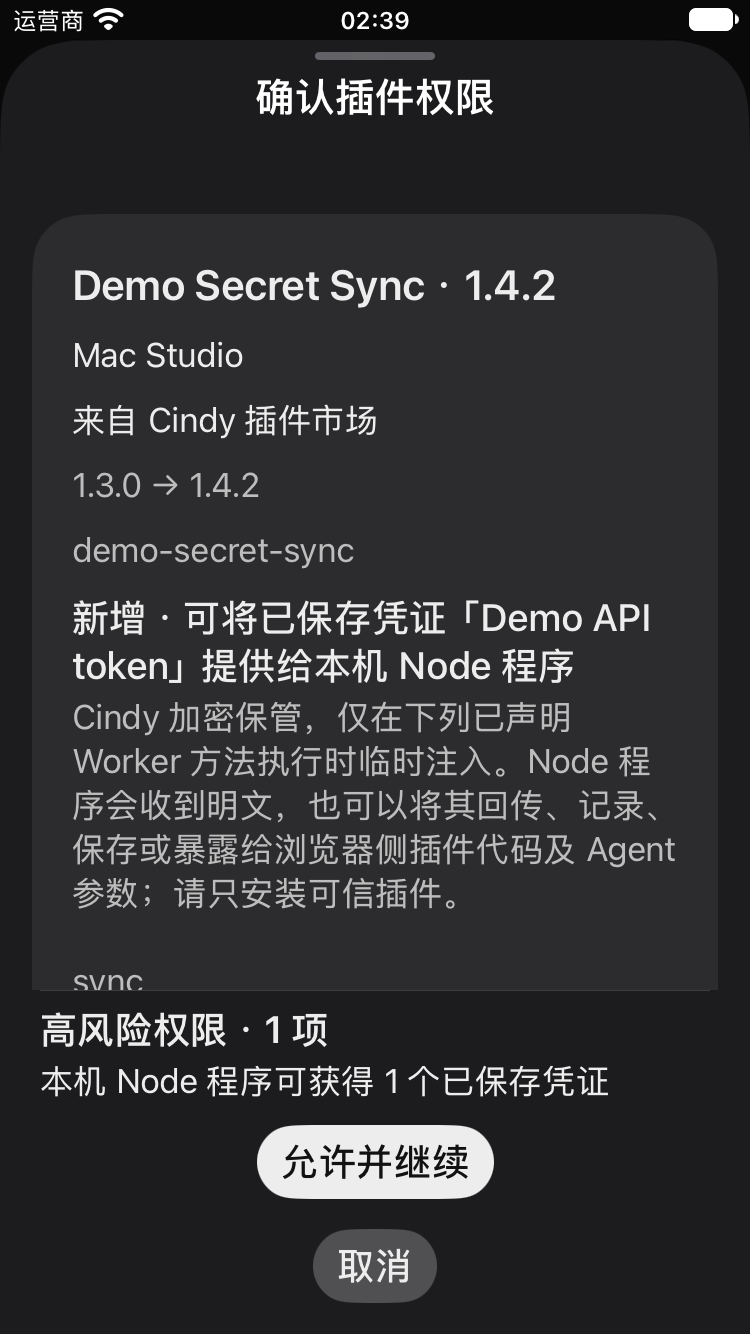 运营商 02:39
确认插件权限
Demo Secret Sync · 1.4.2
Mac Studio
来自 Cindy 插件市场
1.3.0 → 1.4.2
demo-secret-sync
新增 · 可将已保存凭证「Demo API
token」提供给本机 Node 程序
Cindy 加密保管，仅在下列已声明
Worker 方法执行时临时注入。Node 程
序会收到明文，也可以将其回传、记录、
保存或暴露给浏览器侧插件代码及 Agent
参数；请只安装可信插件。
sync
高风险权限 · 1 项
本机 Node 程序可获得 1 个已保存凭证
允许并继续
取消